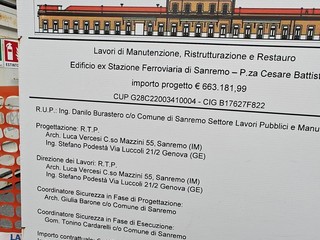 Lavori di Manutenzione, Ristrutturazione e Restauro
Edificio ex Stazione Ferroviaria di Sanremo – P.za Cesare Battist
importo progetto € 663.181,99
CUP G28C22003410004 - CIG B17627F822
R.U.P.: Ing. Danilo Burastero c/o Comune di Sanremo Settore Lavori Pubblici e Manu
Progettazione: R.T.P.
Arch. Luca Vercesi C.so Mazzini 55, Sanremo (IM)
Ing. Stefano Podestà Via Luccoli 21/2 Genova (GE)
Direzione dei Lavori: R.T.P.
Arch. Luca Vercesi C.so Mazzini 55, Sanremo (IM)
Ing. Stefano Podestà Via Luccoli 21/2 Genova (GE)
Coordinatore Sicurezza in Fase di Progettazione:
Arch. Giulia Barone c/o Comune di Sanremo
Coordinatore Sicurezza in Fase di Esecuzione:
Gom. Tonino Cardarelli c/o Comune di Sanremo
Importo contrattuale